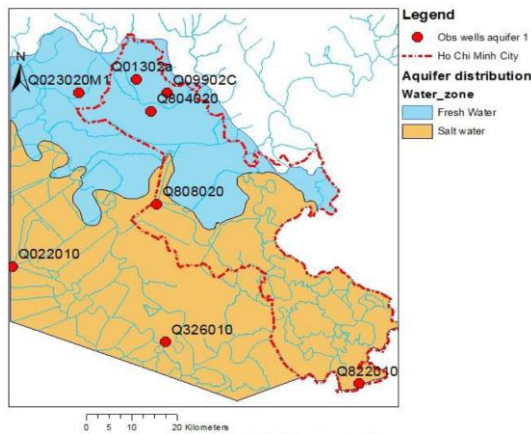 Legend
Obs wells aquifer 1
Ho Chi Minh City
Aquifer distribution
Water_zone
Fresh Water
Salt water
N
Q01302a
Q023020M1
Q09902C
Q804020
Q808020
Q022010
Q326010
Q822010
0 5 10 20 Kilometers